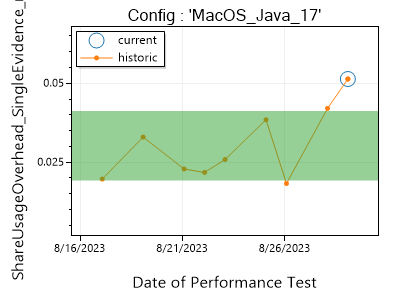 Config : 'MacOS_Java_17'
current
historic
ShareUsageOverhead_SingleEvidence_
0.05
0.025
8/16/2023
8/21/2023
8/26/2023
Date of Performance Test